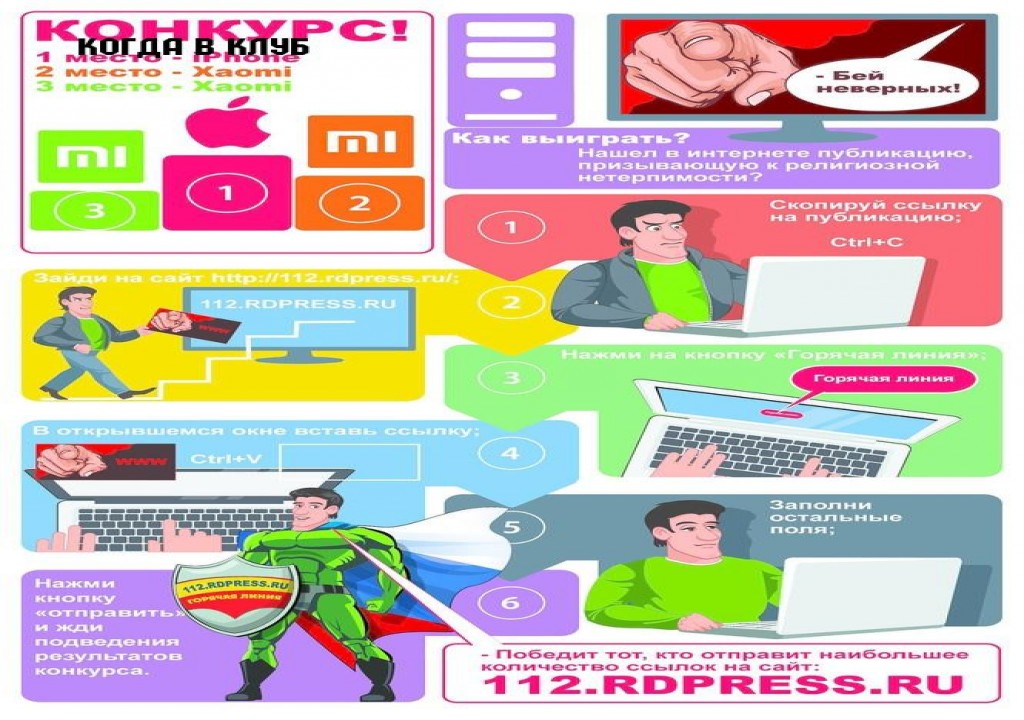 КОНКУРС!
КОГДА В КЛУБ
1 место - iPhone
2 место - Xaomi
3 место - Xaomi
mi
mi
1
2
3
- Бей
неверных!
Как выиграть?
Нашел в интернете публикацию,
призывающую к религиозной
нетерпимости?
1
Скопируй ссылку
на публикацию;
Ctrl+C
Зайди на сайт http://112.rdpress.ru/;
112.RDPRESS.RU
www
2
Нажми на кнопку «Горячая линия»;
3
Горячая линия
В открывшемся окне вставь ссылку;
www
Ctrl+V
4
Заполни
остальные
поля;
5
Нажми
кнопку
«отправить»
и жди
подведения
результатов
конкурса.
112.RDPRESS.RU
ГОРЯЧАЯ ЛИНИЯ
6
- Победит тот, кто отправит наибольшее
количество ссылок на сайт:
112.RDPRESS.RU